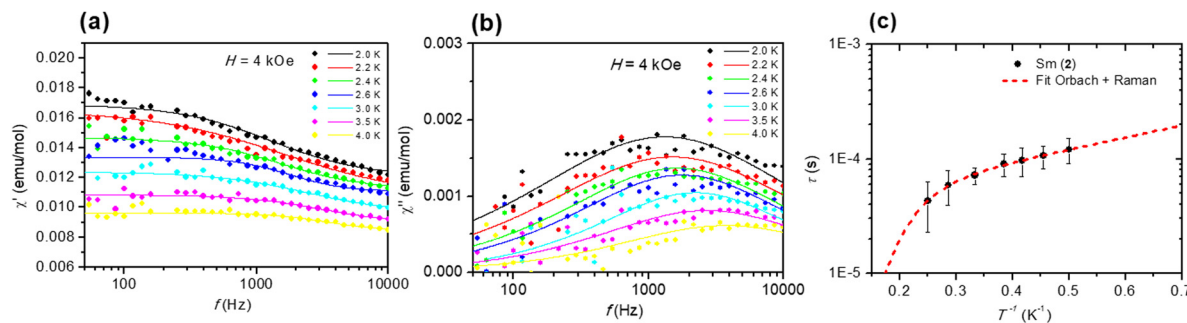 (a)
χ' (emu/mol)
0.020
0.018
0.016
0.014
0.012
0.010
0.008
0.006
H = 4 kOe
2.0 K
2.2 K
2.4 K
2.6 K
3.0 K
3.5 K
4.0 K
100
1000
10000
f(Hz)
(b)
χ'' (emu/mol)
0.003
0.002
0.001
0.000
H = 4 kOe
2.0 K
2.2 K
2.4 K
2.6 K
3.0 K
3.5 K
4.0 K
100
1000
10000
f(Hz)
(c)
τ (s)
1E-3
1E-4
1E-5
Sm (2)
Fit Orbach + Raman
0.2
0.3
0.4
0.5
0.6
0.7
T⁻¹ (K⁻¹)